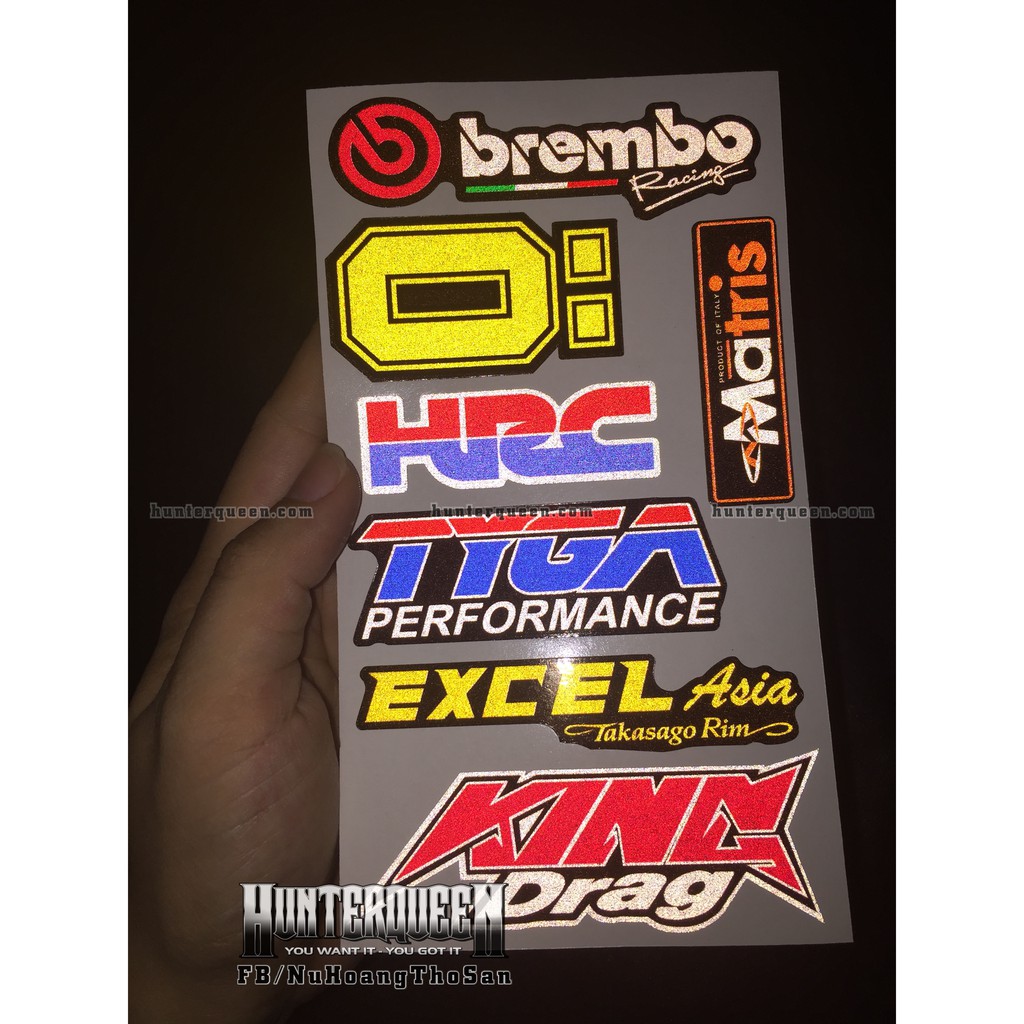 brembo
Racing
O:
PRODUCT OF ITALY
Matris
HRC
hunterqueen.com hunterqueen.com hunterqueen.com
TYGA
PERFORMANCE
EXCEL Asia
Takasago Rim
KING
Drag
HUNTERQUEEN
YOU WANT IT - YOU GOT IT
FB/NuHoangThoSan